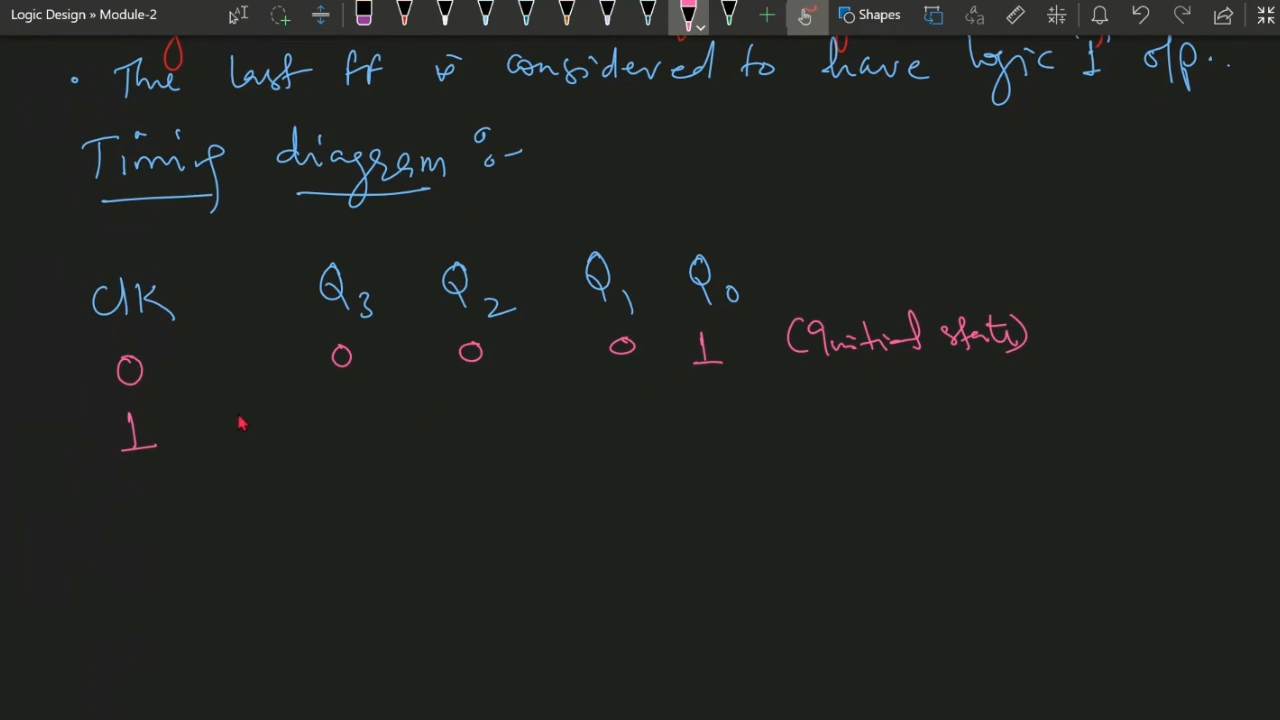 Logic Design » Module-2
Shapes
• The last ff is considered to have logic '1' o/p..
Timing diagram :-
Clk Q3 Q2 Q1 Q0
0 0 0 0 1 (Initial state)
1